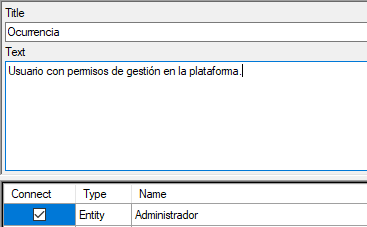 Title
Ocurrencia
Text
Usuario con permisos de gestión en la plataforma.
Connect Type Name
Entity Administrador